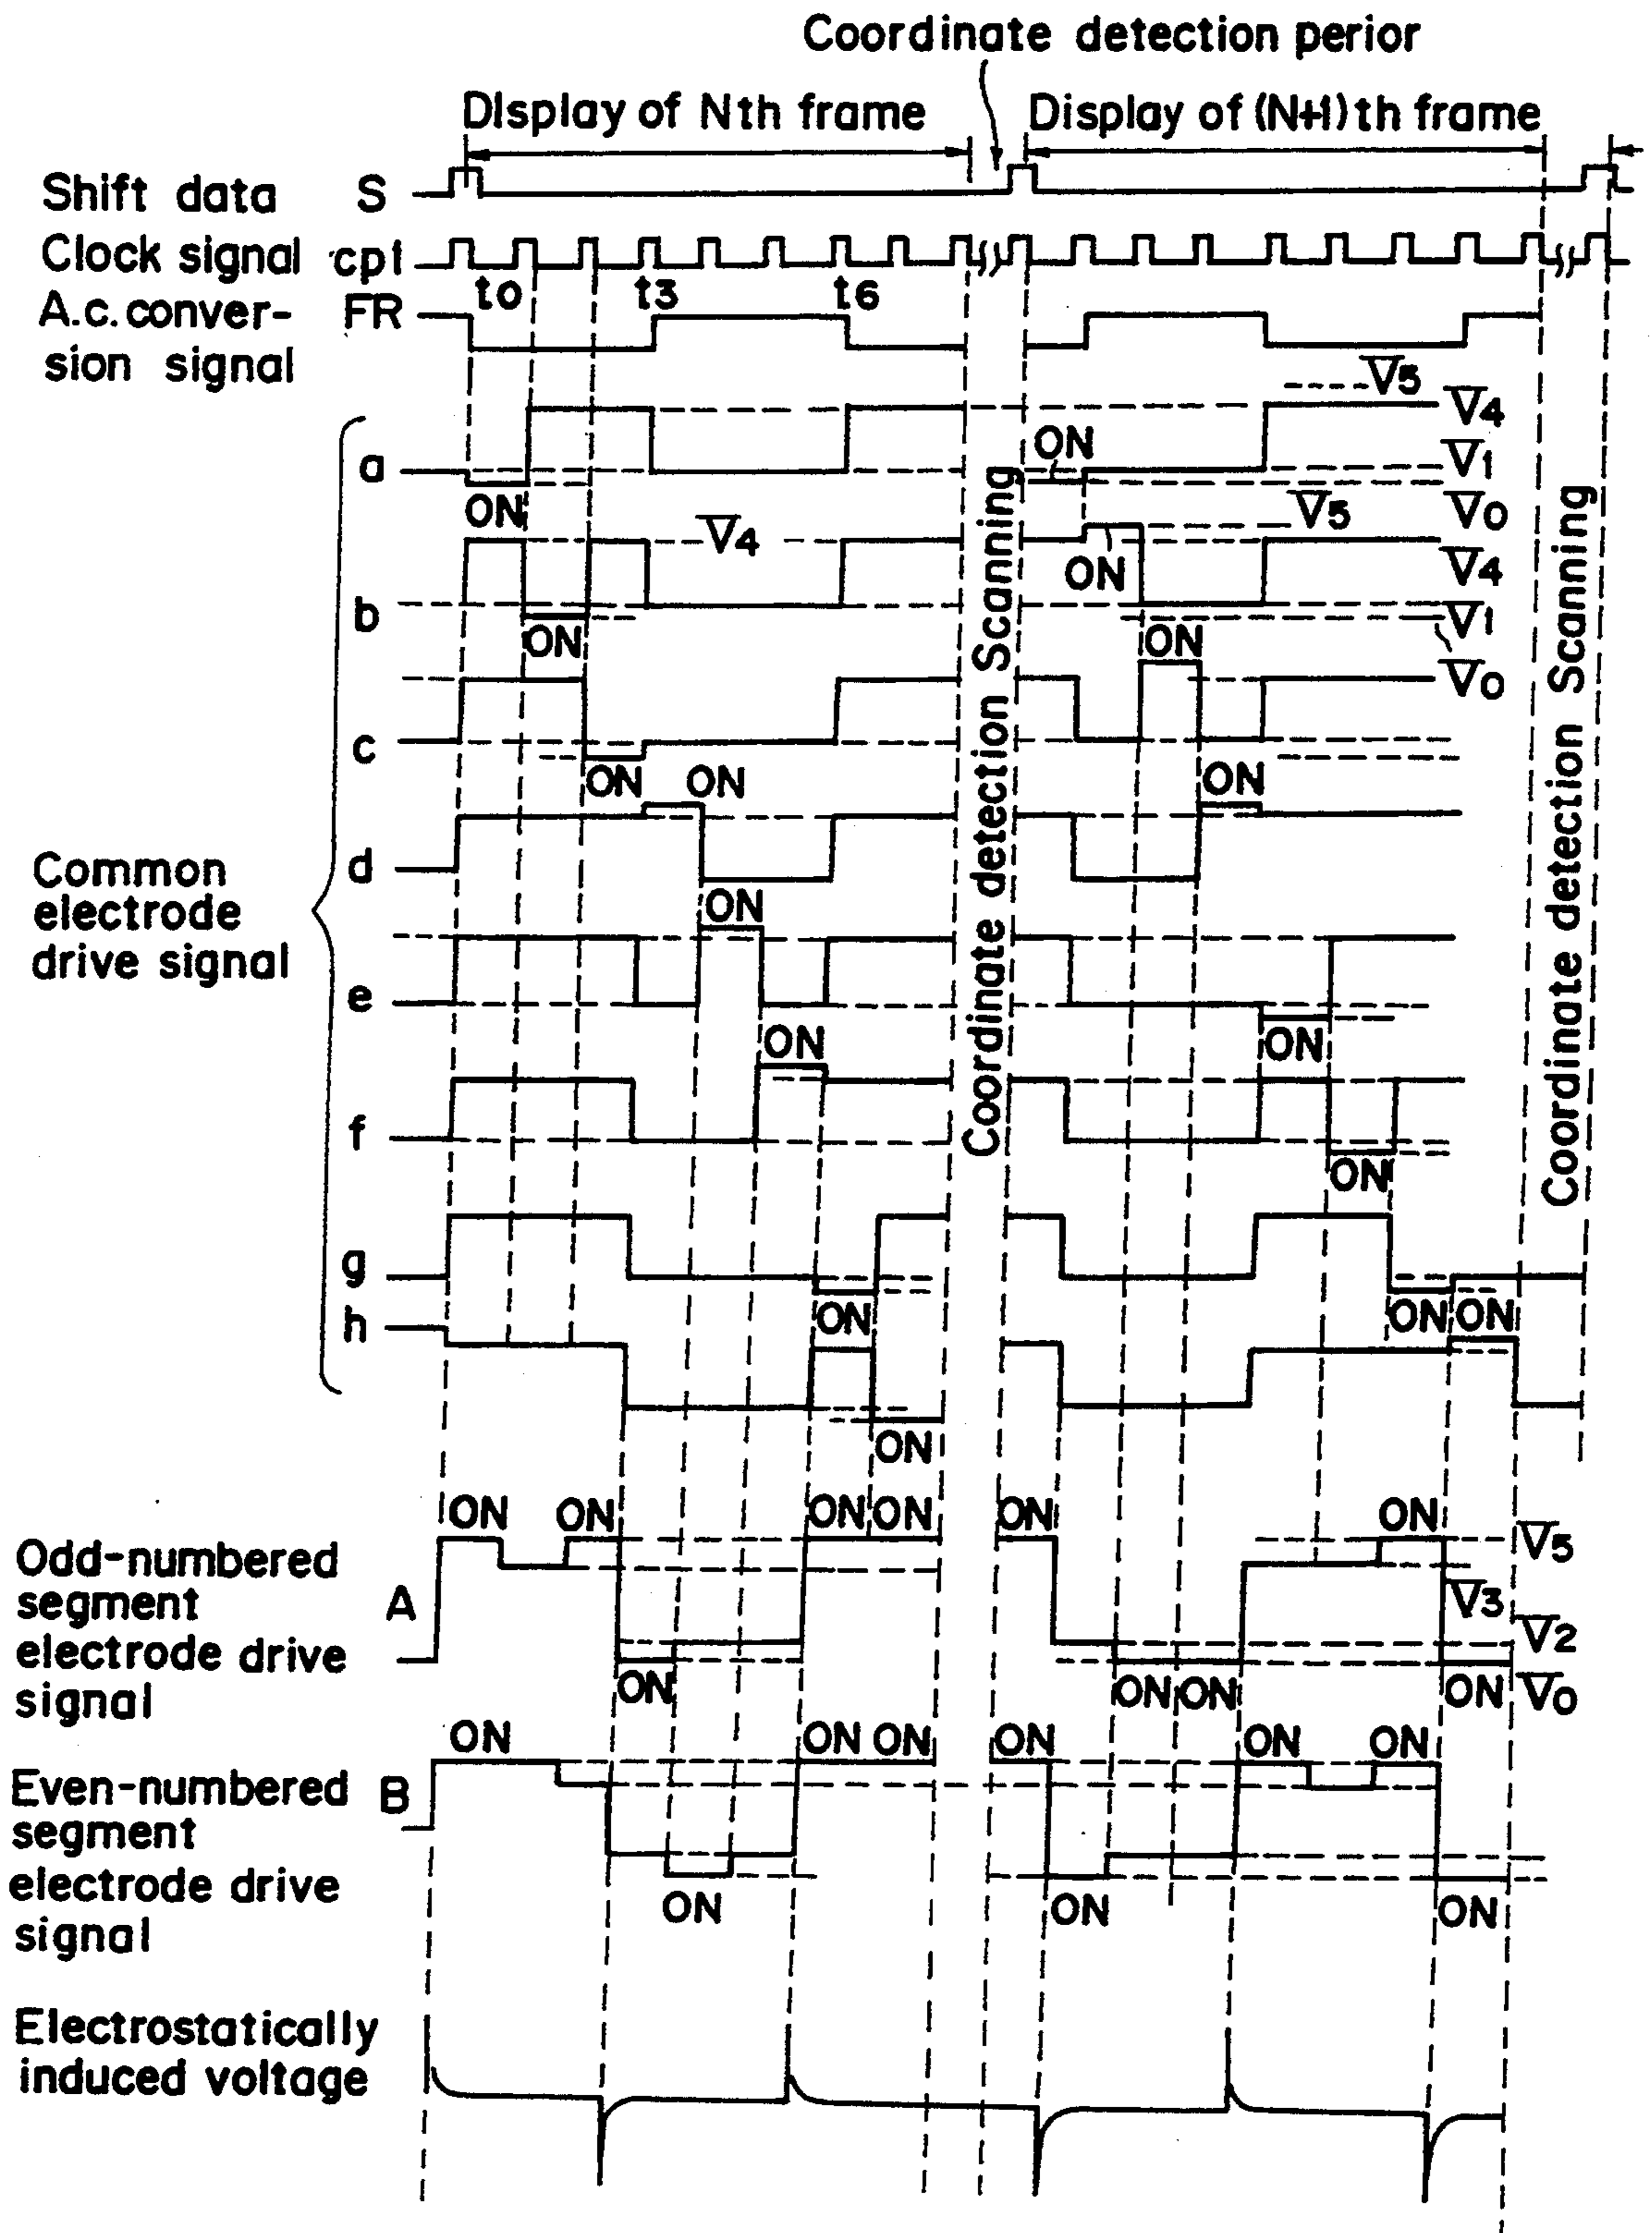 Coordinate detection perior
DIsplay of Nth frame
Display of (N+1)th frame
Shift data S
Clock signal cp1
t0 t3 t6
A.c. conver-
sion signal
FR
V5
V4
a
ON
V1
ON
V5 V0
V4
ON
V4
b
ON
V1
ON
V0
c
ON ON
ON
d
Common
electrode
drive signal
ON
e
ON
ON
f
ON
g
ON
ON ON
h
ON
Coordinate detection Scanning
Coordinate detection Scanning
ON ON ON ON ON ON
V5
Odd-numbered
segment
electrode drive
signal
A
V3
V2
ON
ON ON ON V0
ON ON ON ON ON ON
Even-numbered
segment
electrode drive
signal
B
ON
ON
ON
Electrostatically
induced voltage